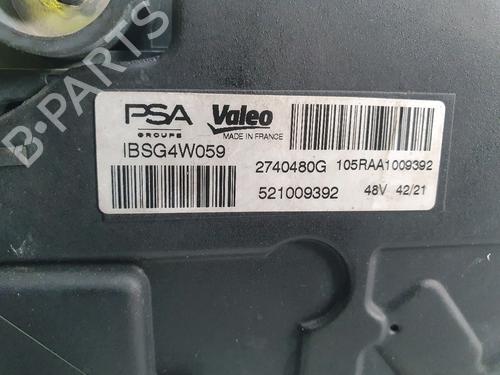 B-PARTS
PSA
GROUPE
Valeo
MADE IN FRANCE
IBSG4W059
2740480G 105RAA1009392
521009392 48V 42/21